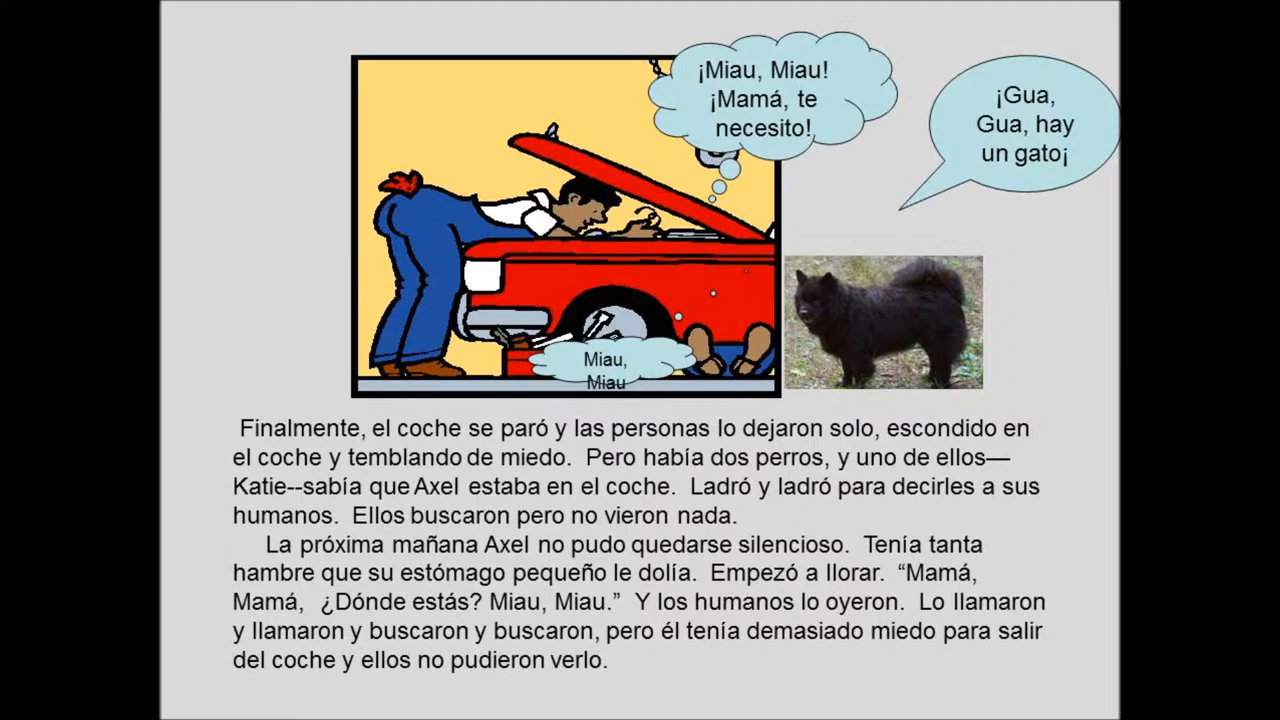 ¡Miau, Miau!
¡Mamá, te
necesito!
¡Gua,
Gua, hay
un gato¡
Miau,
Miau
Finalmente, el coche se paró y las personas lo dejaron solo, escondido en
el coche y temblando de miedo.  Pero había dos perros, y uno de ellos—
Katie--sabía que Axel estaba en el coche.  Ladró y ladró para decirles a sus
humanos.  Ellos buscaron pero no vieron nada.
La próxima mañana Axel no pudo quedarse silencioso.  Tenía tanta
hambre que su estómago pequeño le dolía.  Empezó a llorar.  “Mamá,
Mamá,  ¿Dónde estás? Miau, Miau.”  Y los humanos lo oyeron.  Lo llamaron
y llamaron y buscaron y buscaron, pero él tenía demasiado miedo para salir
del coche y ellos no pudieron verlo.